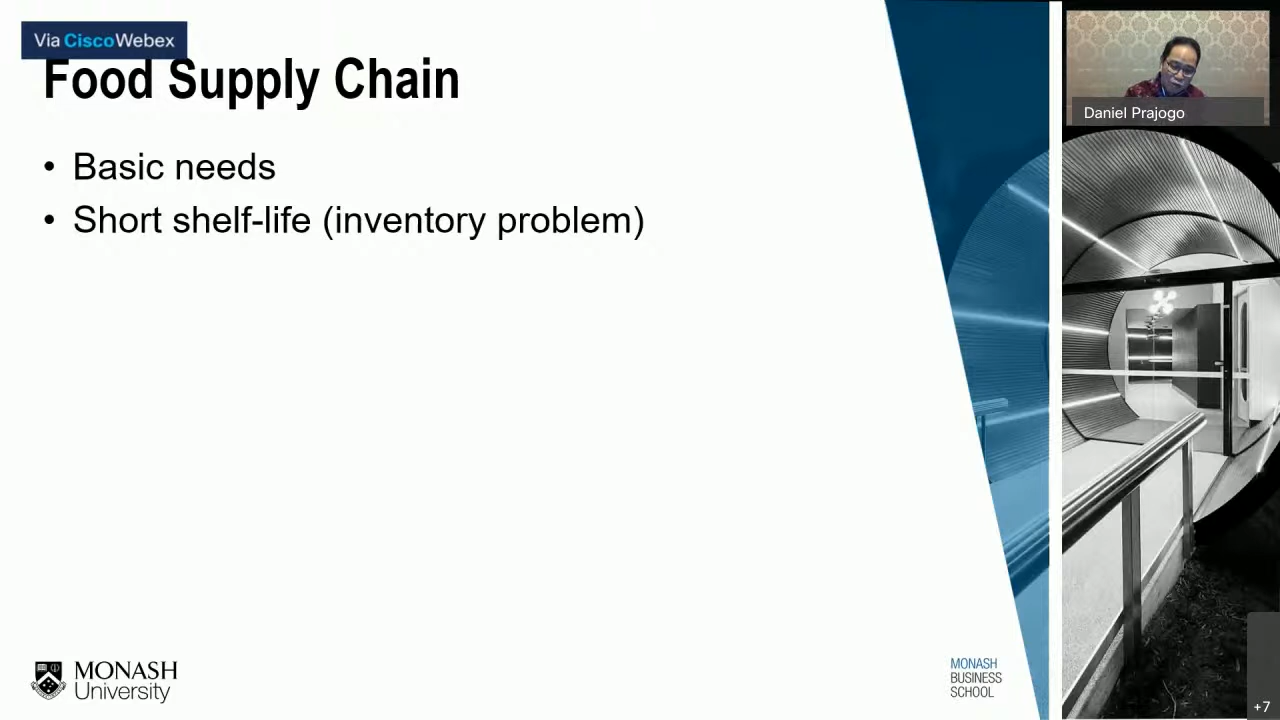 Via CiscoWebex
Food Supply Chain
• Basic needs
• Short shelf-life (inventory problem)
Daniel Prajogo
MONASH
University
MONASH
BUSINESS
SCHOOL
+7